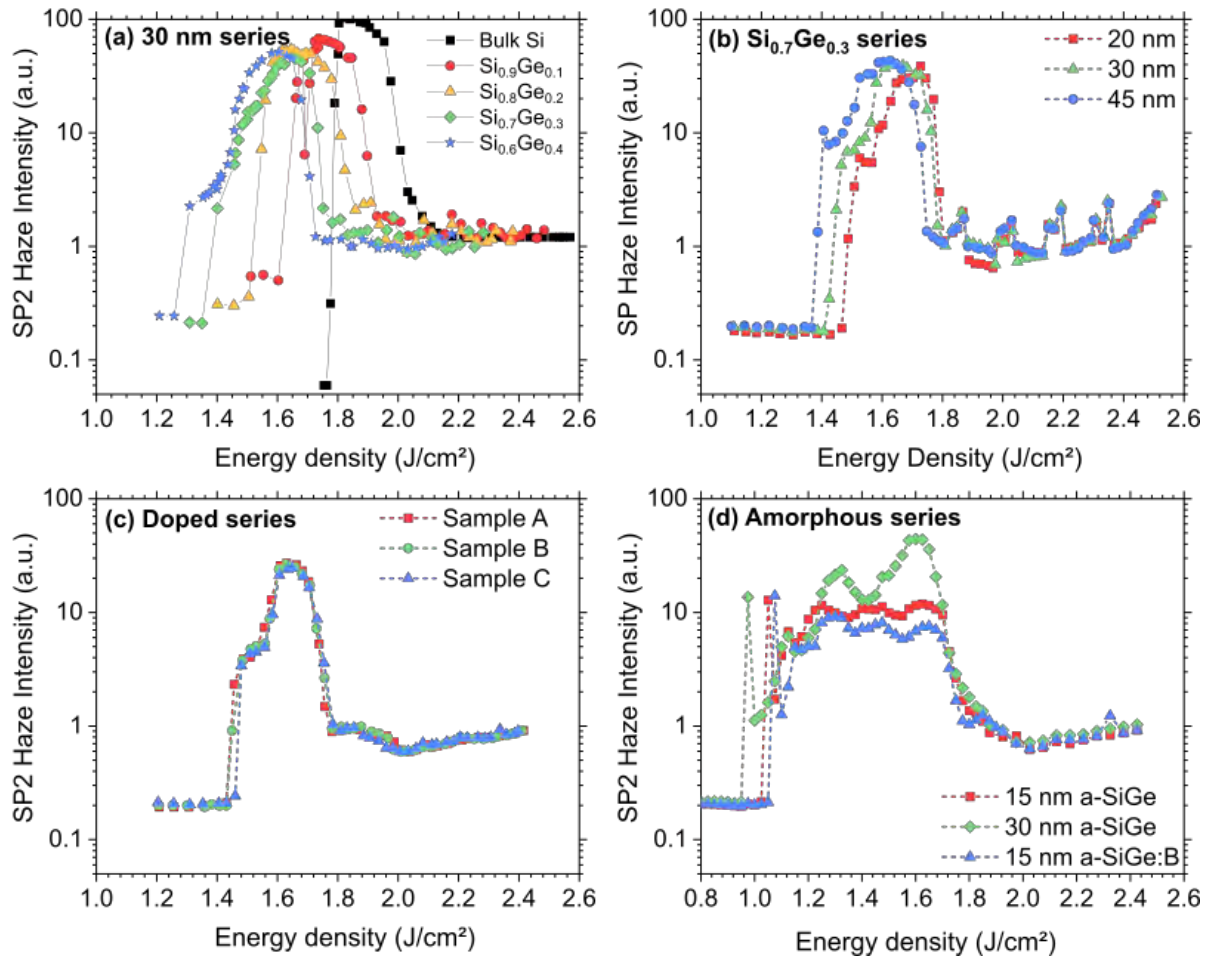 (a) 30 nm series
Bulk Si
Si0.9Ge0.1
Si0.8Ge0.2
Si0.7Ge0.3
Si0.6Ge0.4
SP2 Haze Intensity (a.u.)
100
10
1
0.1
1.0 1.2 1.4 1.6 1.8 2.0 2.2 2.4 2.6
Energy density (J/cm²)
(b) Si0.7Ge0.3 series
20 nm
30 nm
45 nm
SP Haze Intensity (a.u.)
100
10
1
0.1
1.0 1.2 1.4 1.6 1.8 2.0 2.2 2.4 2.6
Energy Density (J/cm²)
(c) Doped series
Sample A
Sample B
Sample C
SP2 Haze Intensity (a.u.)
100
10
1
0.1
1.0 1.2 1.4 1.6 1.8 2.0 2.2 2.4 2.6
Energy density (J/cm²)
(d) Amorphous series
15 nm a-SiGe
30 nm a-SiGe
15 nm a-SiGe:B
SP2 Haze Intensity (a.u.)
100
10
1
0.1
0.8 1.0 1.2 1.4 1.6 1.8 2.0 2.2 2.4 2.6
Energy density (J/cm²)